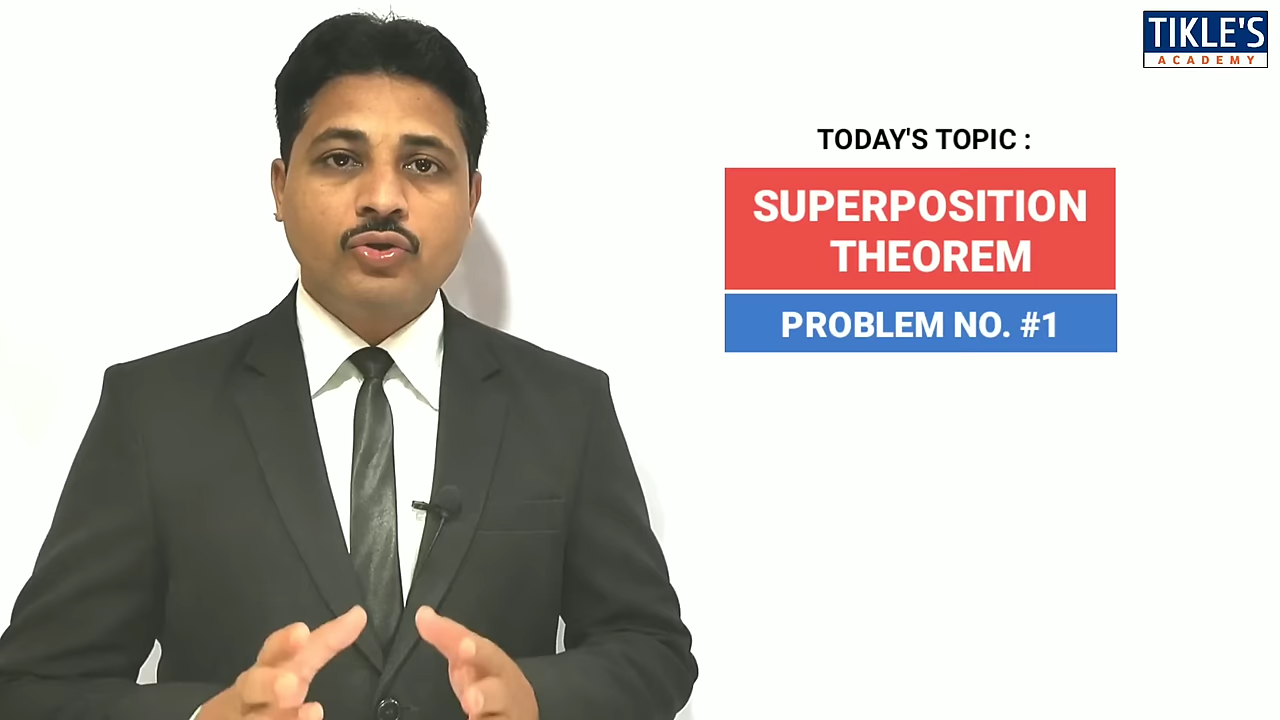 TIKLE'S
ACADEMY
TODAY'S TOPIC :
SUPERPOSITION
THEOREM
PROBLEM NO. #1